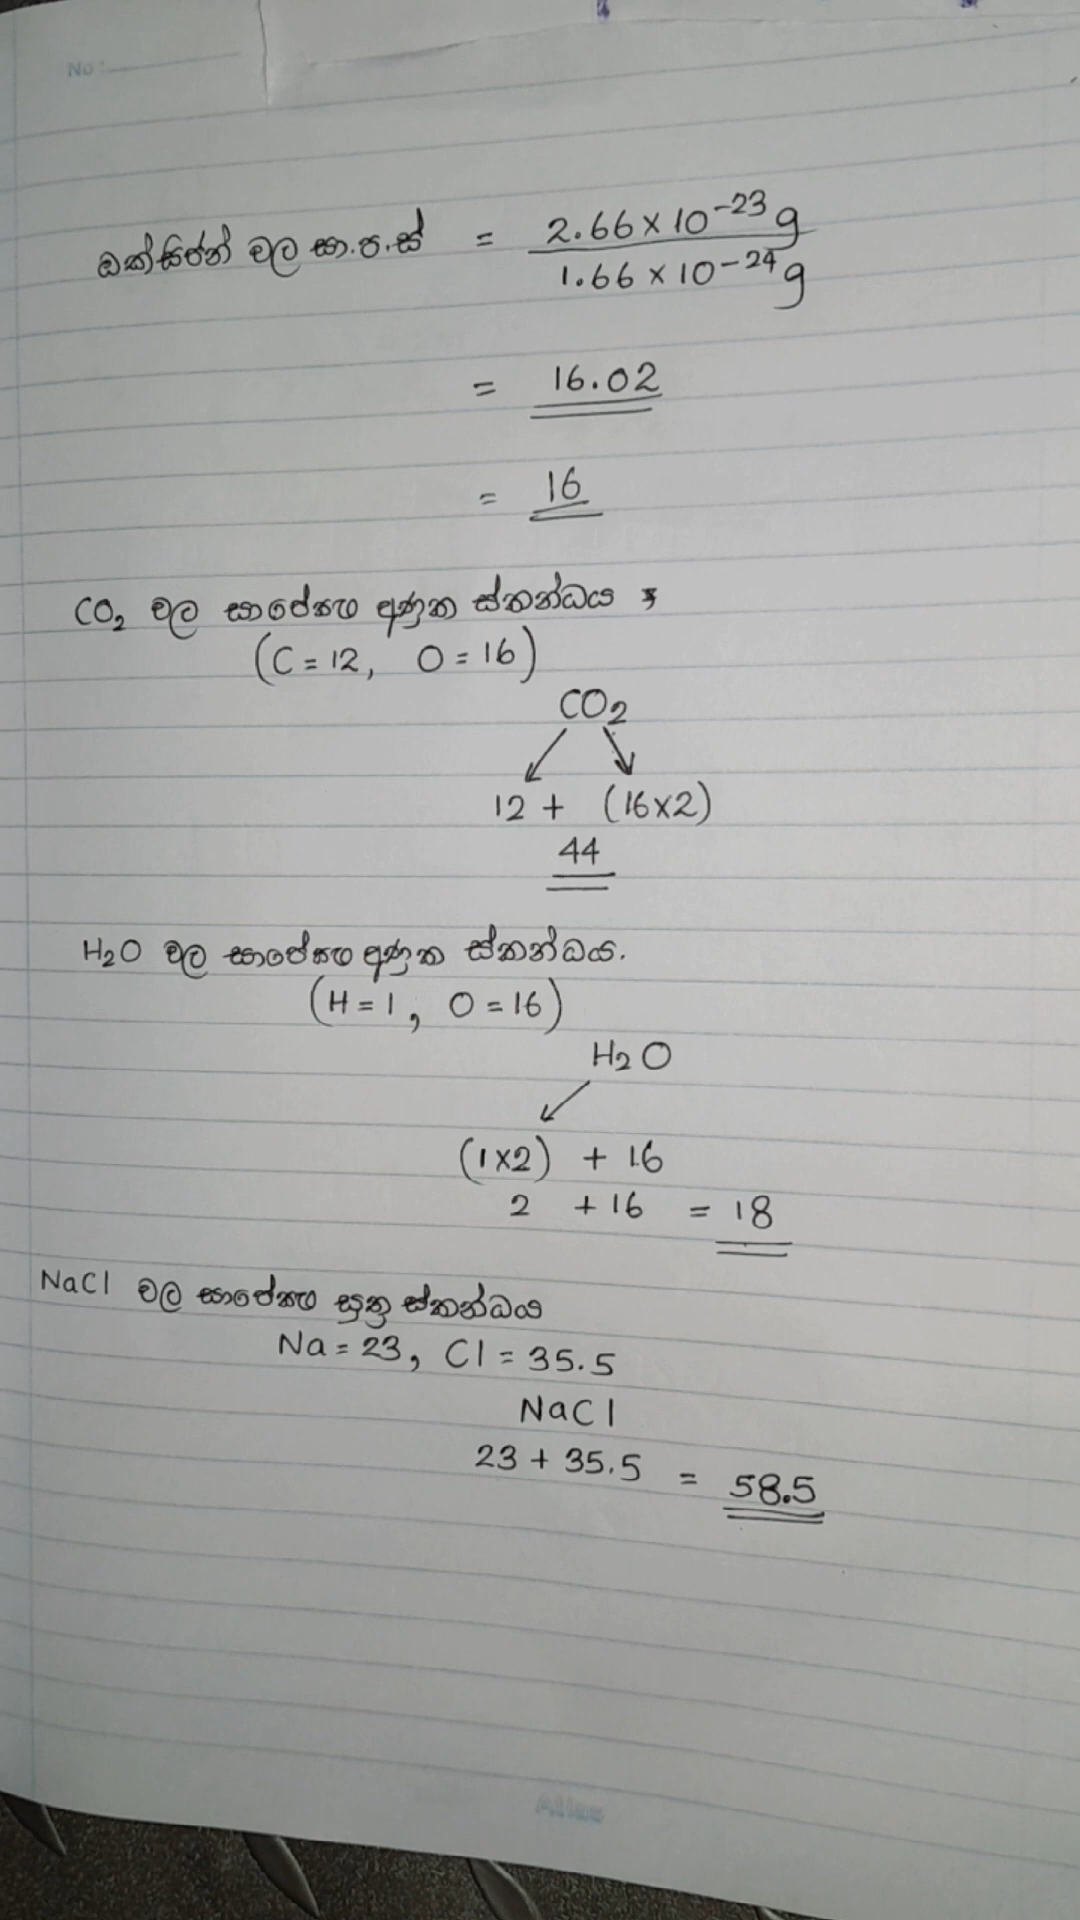 No:
ඔක්සිජන් වල සා.ප.ස් = 2.66 × 10⁻²³ g / 1.66 × 10⁻²⁴ g
= 16.02
= 16
CO₂ වල සාපේක්ෂ අණුක ස්කන්ධය
(C = 12, O = 16)
CO₂
12 + (16×2)
44
H₂O වල සාපේක්ෂ අණුක ස්කන්ධය.
(H = 1, O = 16)
H₂O
(1×2) + 16
2 + 16 = 18
NaCl වල සාපේක්ෂ සූත්‍ර ස්කන්ධය
Na = 23, Cl = 35.5
NaCl
23 + 35.5 = 58.5
Atlas